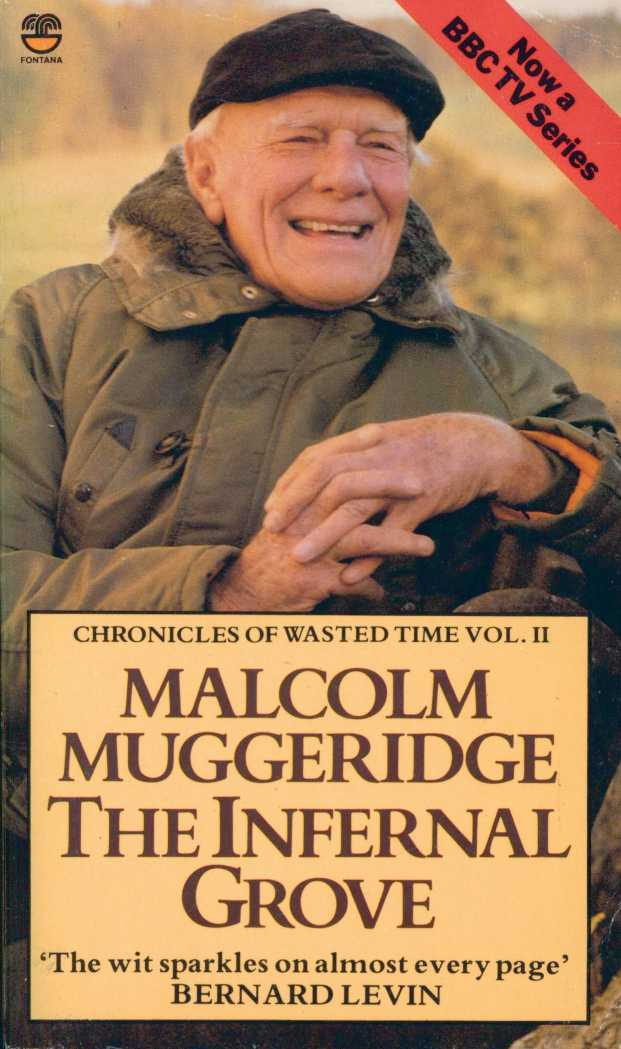 FONTANA
Now a
BBC TV Series
CHRONICLES OF WASTED TIME VOL. II
MALCOLM
MUGGERIDGE
THE INFERNAL
GROVE
‘The wit sparkles on almost every page’
BERNARD LEVIN